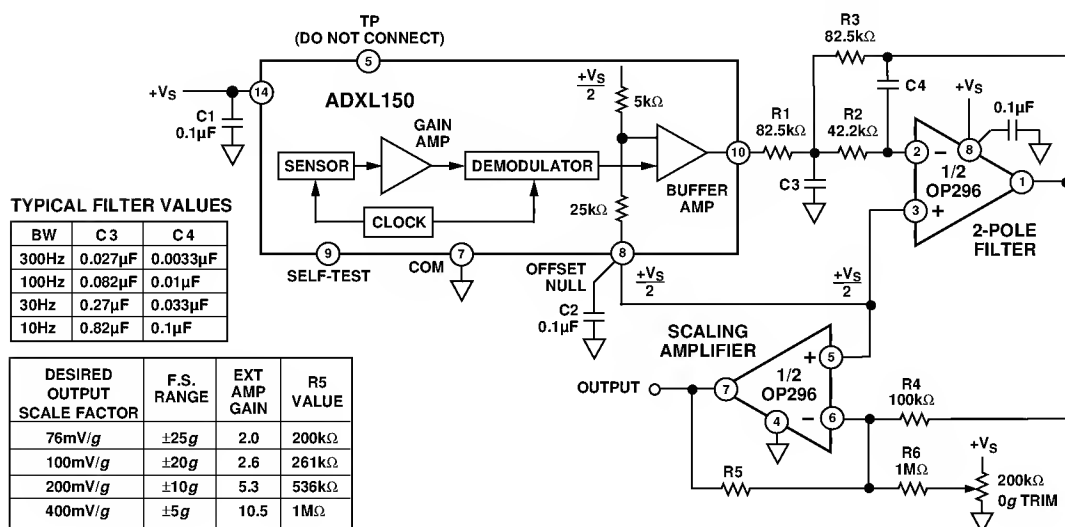 TP
(DO NOT CONNECT)
5
+VS
14
C1
0.1µF
ADXL150
GAIN
AMP
SENSOR
DEMODULATOR
CLOCK
+VS
2
5kΩ
25kΩ
BUFFER
AMP
10
9
SELF-TEST
COM
7
OFFSET
NULL
8
C2
0.1µF
+VS
2
R1
82.5kΩ
R3
82.5kΩ
R2
42.2kΩ
C4
C3
+VS
0.1µF
2
−
8
1/2
OP296
1
3
+
2-POLE
FILTER
+VS
2
SCALING
AMPLIFIER
OUTPUT
7
+
5
1/2
OP296
4
−
6
R4
100kΩ
R5
R6
1MΩ
+VS
200kΩ
0g TRIM
TYPICAL FILTER VALUES
BW C3 C4
300Hz 0.027µF 0.0033µF
100Hz 0.082µF 0.01µF
30Hz 0.27µF 0.033µF
10Hz 0.82µF 0.1µF
DESIRED
OUTPUT
SCALE FACTOR
F.S.
RANGE
EXT
AMP
GAIN
R5
VALUE
76mV/g ±25g 2.0 200kΩ
100mV/g ±20g 2.6 261kΩ
200mV/g ±10g 5.3 536kΩ
400mV/g ±5g 10.5 1MΩ